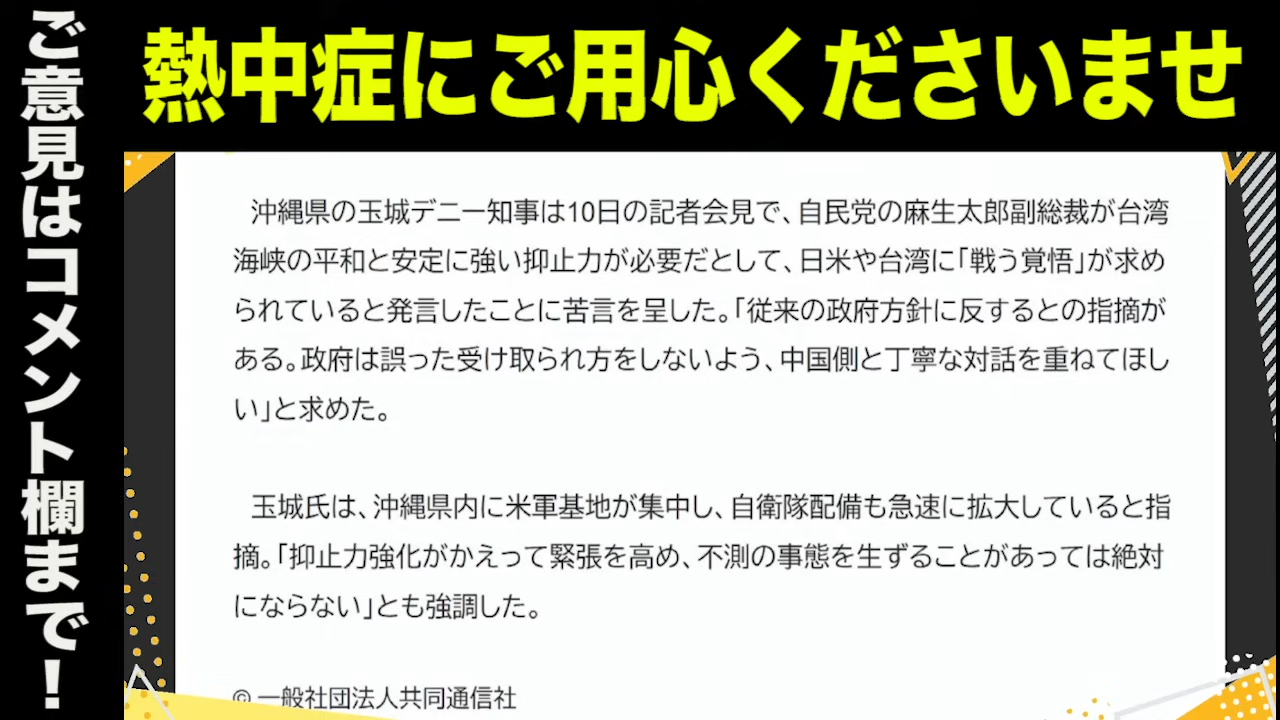 熱中症にご用心くださいませ
ご意見はコメント欄まで！
沖縄県の玉城デニー知事は10日の記者会見で、自民党の麻生太郎副総裁が台湾
海峡の平和と安定に強い抑止力が必要だとして、日米や台湾に「戦う覚悟」が求め
られていると発言したことに苦言を呈した。「従来の政府方針に反するとの指摘が
ある。政府は誤った受け取られ方をしないよう、中国側と丁寧な対話を重ねてほし
い」と求めた。
玉城氏は、沖縄県内に米軍基地が集中し、自衛隊配備も急速に拡大していると指
摘。「抑止力強化がかえって緊張を高め、不測の事態を生ずることがあっては絶対
にならない」とも強調した。
© 一般社団法人共同通信社